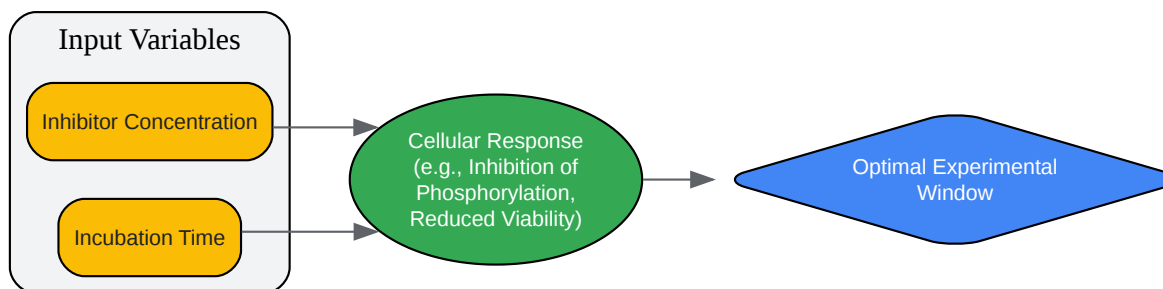 Input Variables
Inhibitor Concentration
Incubation Time
Cellular Response
(e.g., Inhibition of
Phosphorylation,
Reduced Viability)
Optimal Experimental
Window